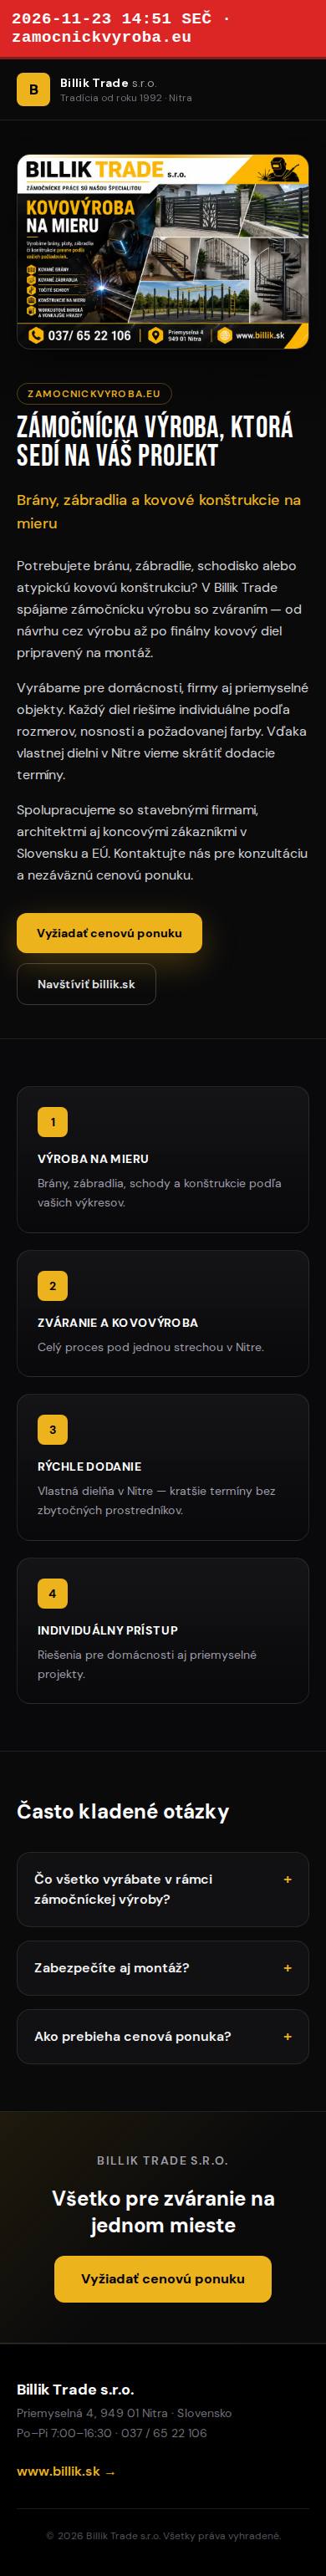 2026-11-23 14:51 SEČ ·
zamocnickyvyroba.eu
B
Billik Trade s.r.o.
Tradícia od roku 1992 · Nitra
BILLIK TRADE s.r.o.
ZÁMOČNÍCKE PRÁCE SÚ NAŠOU ŠPECIALITOU
KOVOVÝROBA
NA MIERU
KOVANÉ BRÁNY
KOVANÉ ZÁBRADLIA
TOČITÉ SCHODY
KONŠTRUKCIE NA MIERU
037/ 65 22 106
Priemyselná 4
949 01 Nitra
www.billik.sk
ZAMOCNICKVYROBA.EU
ZÁMOČNÍCKA VÝROBA, KTORÁ
SEDÍ NA VÁŠ PROJEKT
Brány, zábradlia a kovové konštrukcie na
mieru
Potrebujete bránu, zábradlie, schodisko alebo
atypickú kovovú konštrukciu? V Billik Trade
spájame zámočnícku výrobu so zváraním — od
návrhu cez výrobu až po finálny kovový diel
pripravený na montáž.
Vyrábame pre domácnosti, firmy aj priemyselné
objekty. Každý diel riešime individuálne podľa
rozmerov, nosnosti a požadovanej farby. Vďaka
vlastnej dielni v Nitre vieme skrátiť dodacie
termíny.
Spolupracujeme so stavebnými firmami,
architektmi aj koncovými zákazníkmi v
Slovensku a EÚ. Kontaktujte nás pre konzultáciu
a nezáväznú cenovú ponuku.
Vyžiadať cenovú ponuku
Navštíviť billik.sk
1
VÝROBA NA MIERU
Brány, zábradlia, schody a konštrukcie podľa
vašich výkresov.
2
ZVÁRANIE A KOVOVÝROBA
Celý proces pod jednou strechou v Nitre.
3
RÝCHLE DODANIE
Vlastná dielňa v Nitre — kratšie termíny bez
zbytočných prostredníkov.
4
INDIVIDUÁLNY PRÍSTUP
Riešenia pre domácnosti aj priemyselné
projekty.
Často kladené otázky
Čo všetko vyrábate v rámci
zámočníckej výroby?
+
Zabezpečíte aj montáž?
+
Ako prebieha cenová ponuka?
+
BILLIK TRADE S.R.O.
Všetko pre zváranie na
jednom mieste
Vyžiadať cenovú ponuku
Billik Trade s.r.o.
Priemyselná 4, 949 01 Nitra · Slovensko
Po–Pi 7:00–16:30 · 037 / 65 22 106
www.billik.sk →
© 2026 Billik Trade s.r.o. Všetky práva vyhradené.